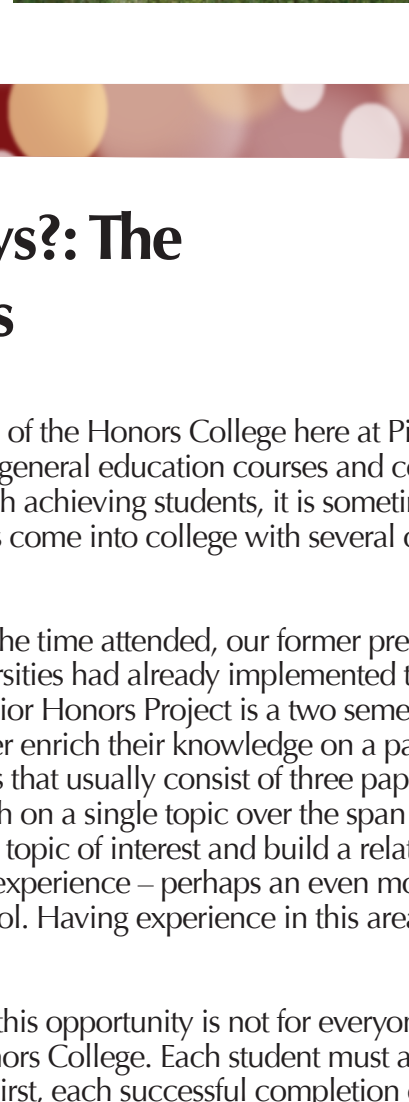 ys?: The
s
of the Honors College here at Pi
general education courses and c
h achieving students, it is someti
s come into college with several
he time attended, our former pre
rsities had already implemented t
ior Honors Project is a two seme
er enrich their knowledge on a pa
s that usually consist of three pap
h on a single topic over the span
topic of interest and build a relat
experience – perhaps an even mo
ol. Having experience in this area
this opportunity is not for everyon
nors College. Each student must a
irst, each successful completion